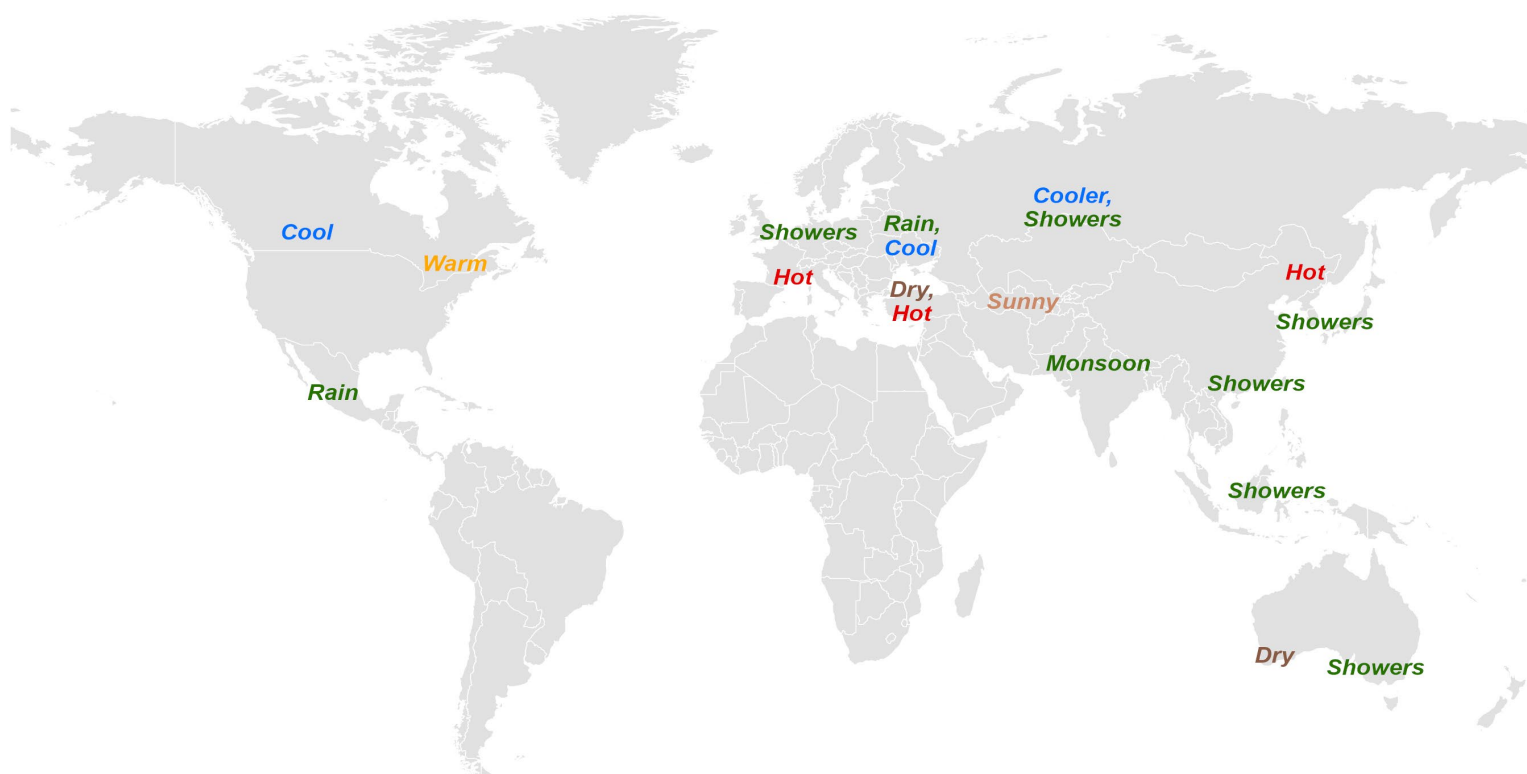 Cooler,
Showers
Cool
Showers
Rain,
Cool
Warm
Hot
Dry,
Hot
Sunny
Hot
Showers
Monsoon
Rain
Showers
Showers
Dry
Showers